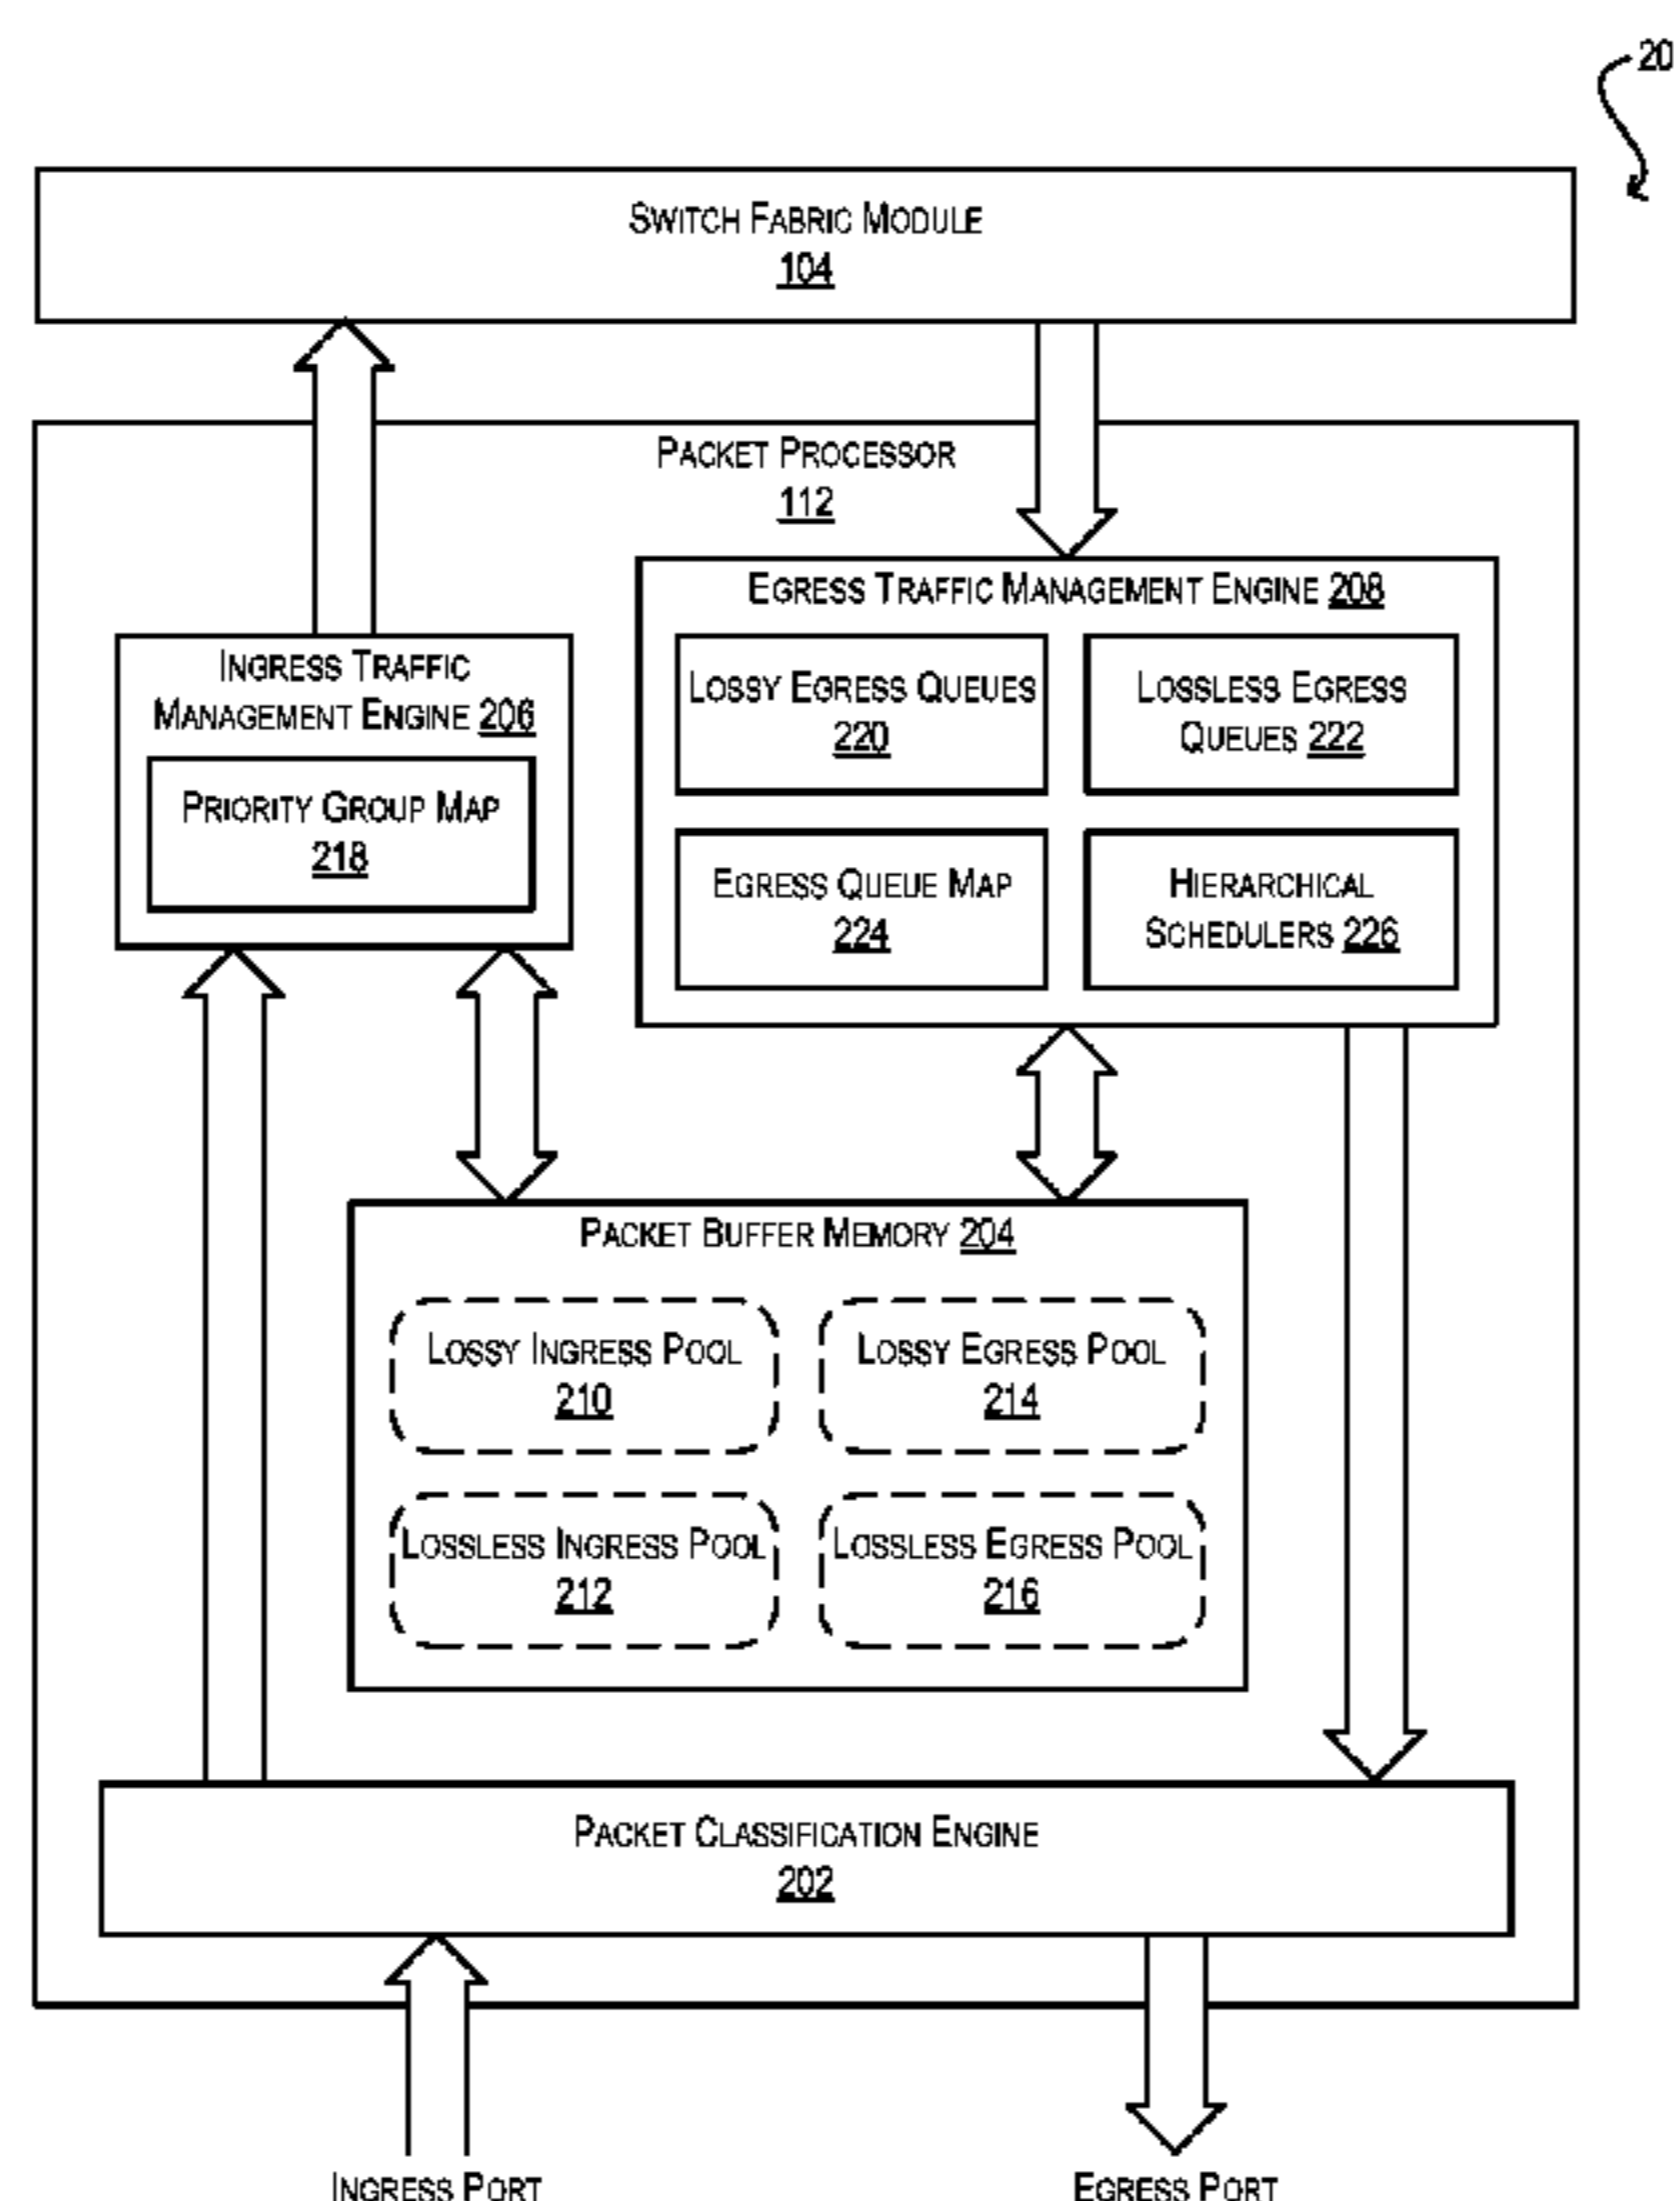 20
SWITCH FABRIC MODULE
104
PACKET PROCESSOR
112
INGRESS TRAFFIC
MANAGEMENT ENGINE 206
PRIORITY GROUP MAP
218
EGRESS TRAFFIC MANAGEMENT ENGINE 208
LOSSY EGRESS QUEUES
220
LOSSLESS EGRESS
QUEUES 222
EGRESS QUEUE MAP
224
HIERARCHICAL
SCHEDULERS 226
PACKET BUFFER MEMORY 204
LOSSY INGRESS POOL
210
LOSSY EGRESS POOL
214
LOSSLESS INGRESS POOL
212
LOSSLESS EGRESS POOL
216
PACKET CLASSIFICATION ENGINE
202
INGRESS PORT
EGRESS PORT